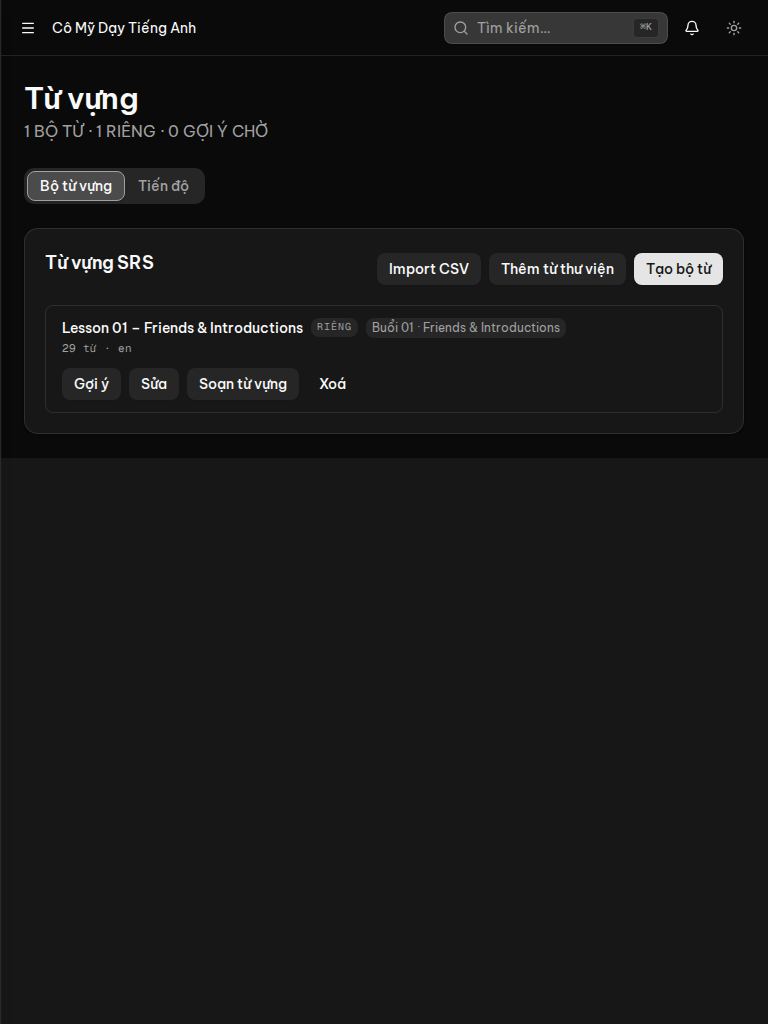 Cô Mỹ Dạy Tiếng Anh
Tìm kiếm...
⌘K
Từ vựng
1 BỘ TỪ · 1 RIÊNG · 0 GỢI Ý CHỜ
Bộ từ vựng
Tiến độ
Từ vựng SRS
Import CSV
Thêm từ thư viện
Tạo bộ từ
Lesson 01 – Friends & Introductions
RIÊNG
Buổi 01 · Friends & Introductions
29 từ · en
Gợi ý
Sửa
Soạn từ vựng
Xoá